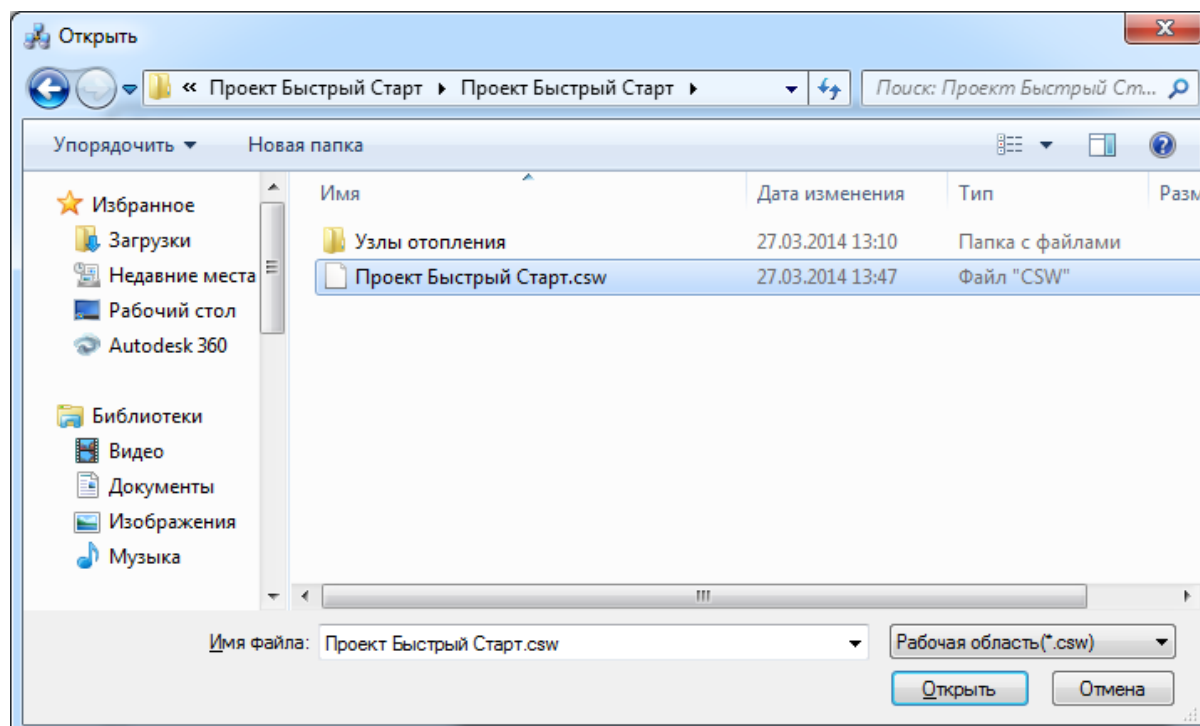 Открыть
« Проект Быстрый Старт Проект Быстрый Старт Поиск: Проект Быстрый Ст...
Упорядочить Новая папка
Имя Дата изменения Тип Разм
Избранное
Загрузки
Недавние места
Рабочий стол
Autodesk 360
Библиотеки
Видео
Документы
Изображения
Музыка
Узлы отопления 27.03.2014 13:10 Папка с файлами
Проект Быстрый Старт.csw 27.03.2014 13:47 Файл "CSW"
Имя файла: Проект Быстрый Старт.csw Рабочая область(*.csw)
Открыть Отмена